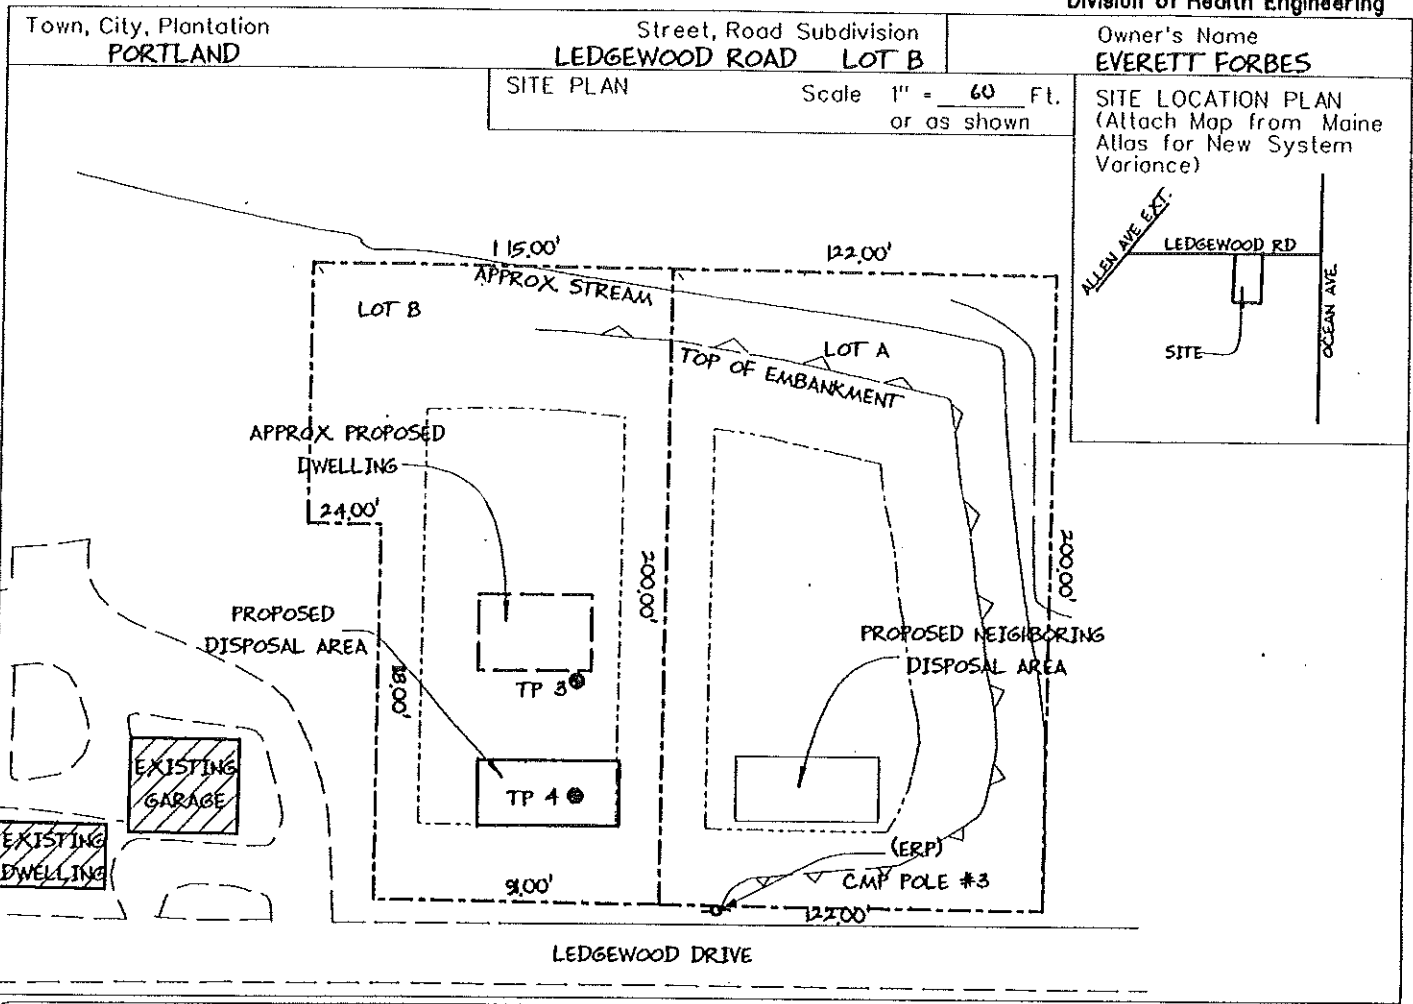 Division of Health Engineering
Town, City, Plantation
PORTLAND
Street, Road Subdivision
LEDGEWOOD ROAD LOT B
Owner's Name
EVERETT FORBES
SITE PLAN
Scale 1" = 60 Ft.
or as shown
SITE LOCATION PLAN
(Attach Map from Maine
Atlas for New System
Variance)
ALLEN AVE EXT.
LEDGEWOOD RD
OCEAN AVE.
SITE
115.00'
122.00'
APPROX. STREAM
LOT B
LOT A
TOP OF EMBANKMENT
APPROX. PROPOSED
DWELLING
24.00'
200.00'
200.00'
PROPOSED
DISPOSAL AREA
PROPOSED NEIGHBORING
DISPOSAL AREA
TP 3
18.00'
EXISTING
GARAGE
TP 4
EXISTING
DWELLING
(ERP)
CMP POLE #3
91.00'
122.00'
LEDGEWOOD DRIVE